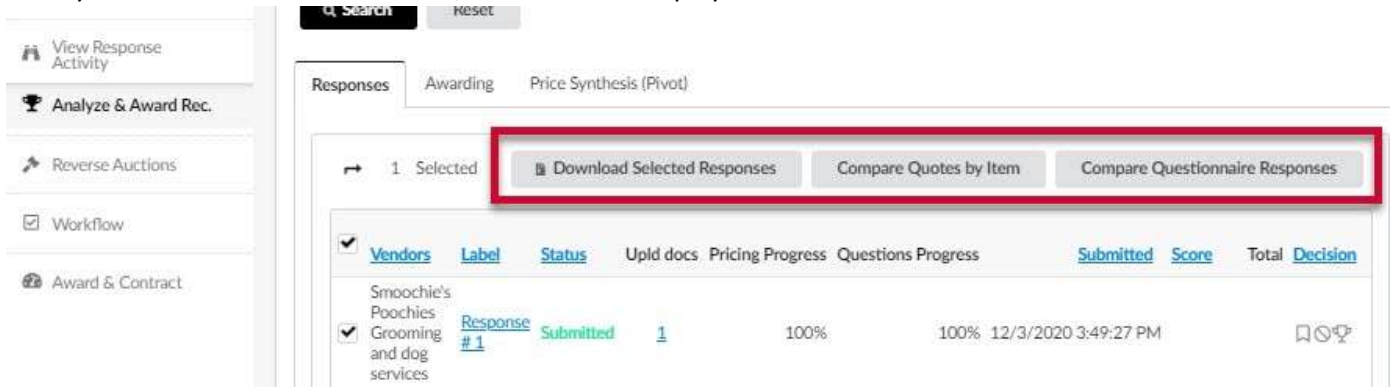 Search Reset
View Response
Activity
Analyze & Award Rec.
Reverse Auctions
Workflow
Award & Contract
Responses Awarding Price Synthesis (Pivot)
1 Selected Download Selected Responses Compare Quotes by Item Compare Questionnaire Responses
Vendors Label Status Upld docs Pricing Progress Questions Progress Submitted Score Total Decision
Smoochie's
Poochies
Grooming
and dog
services
Response
# 1
Submitted 1 100% 100% 12/3/2020 3:49:27 PM